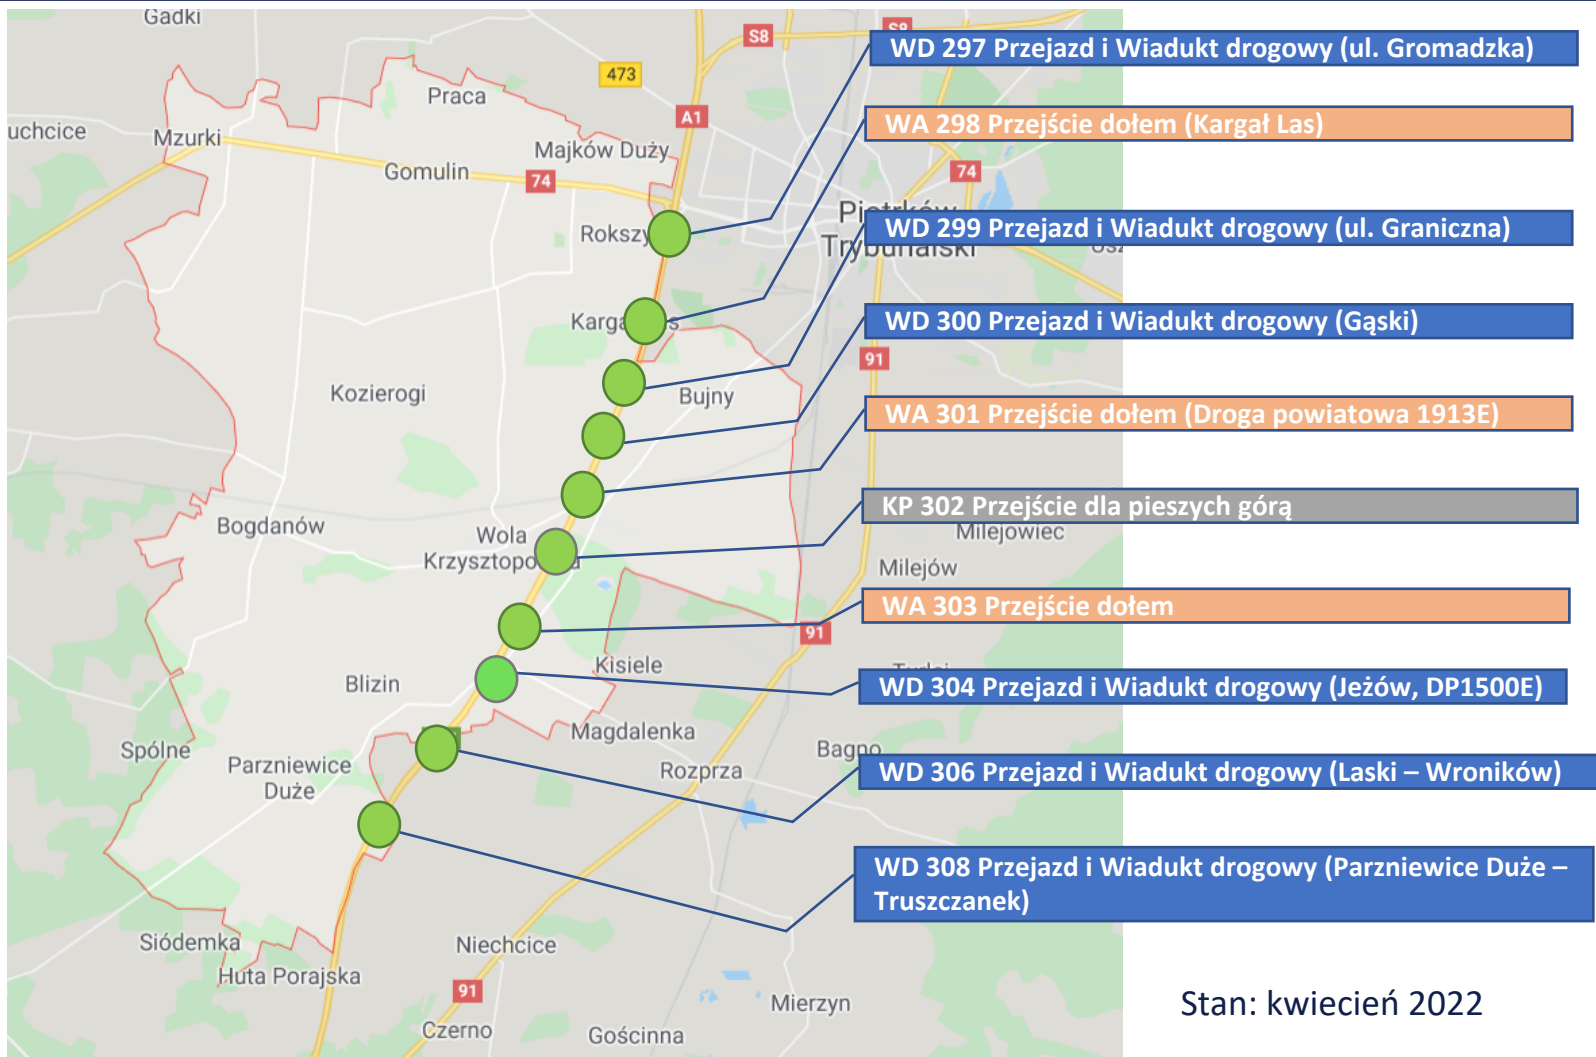 Gadki
S8
S8
WD 297 Przejazd i Wiadukt drogowy (ul. Gromadzka)
473
Praca
A1
WA 298 Przejście dołem (Kargał Las)
uchcice
Mzurki
Majków Duży
Gomulin
74
74
Piotrków
Trybunalski
WD 299 Przejazd i Wiadukt drogowy (ul. Graniczna)
Rokszy
WD 300 Przejazd i Wiadukt drogowy (Gąski)
Karga
s
91
Kozierogi
Bujny
WA 301 Przejście dołem (Droga powiatowa 1913E)
KP 302 Przejście dla pieszych górą
Bogdanów
Wola
Krzysztopo
a
Milejowiec
Milejów
WA 303 Przejście dołem
91
Kisiele
Blizin
WD 304 Przejazd i Wiadukt drogowy (Jeżów, DP1500E)
Magdalenka
Spólne
Bagno
Parzniewice
Duże
Rozprza
WD 306 Przejazd i Wiadukt drogowy (Laski – Wroników)
WD 308 Przejazd i Wiadukt drogowy (Parzniewice Duże –
Truszczanek)
Siódemka
Niechcice
Huta Porajska
91
Mierzyn
Stan: kwiecień 2022
Czerno
Gościnna